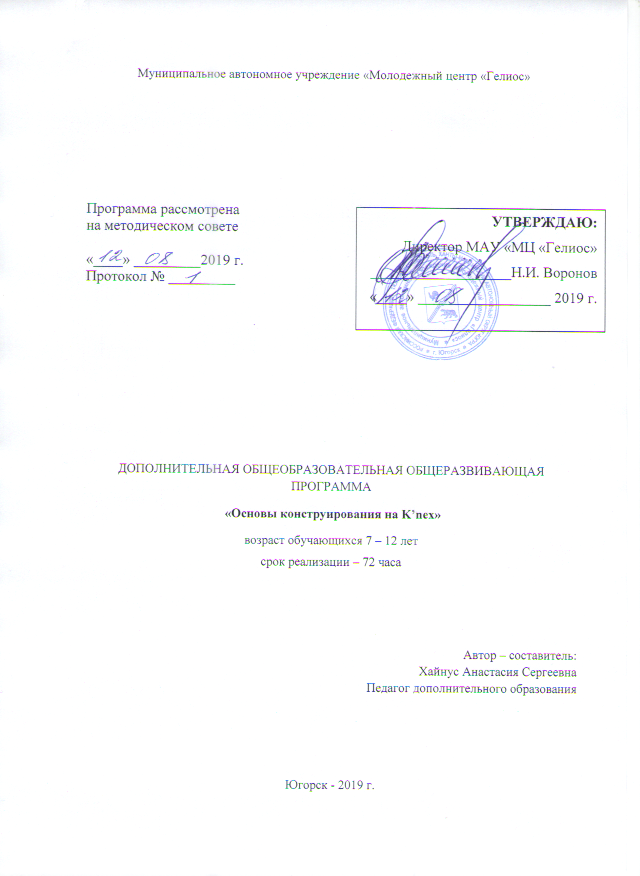 Муниципальное автономное учреждение «Молодежный центр «Гелиос»
Программа рассмотрена
на методическом совете
«12» 08 2019 г.
Протокол № 1
УТВЕРЖДАЮ:
Директор МАУ «МЦ «Гелиос»
Н.И. Воронов
«12» 08 2019 г.
ДОПОЛНИТЕЛЬНАЯ ОБЩЕОБРАЗОВАТЕЛЬНАЯ ОБЩЕРАЗВИВАЮЩАЯ
ПРОГРАММА
«Основы конструирования на K’nex»
возраст обучающихся 7 – 12 лет
срок реализации – 72 часа
Автор – составитель:
Хайнус Анастасия Сергеевна
Педагог дополнительного образования
Югорск - 2019 г.